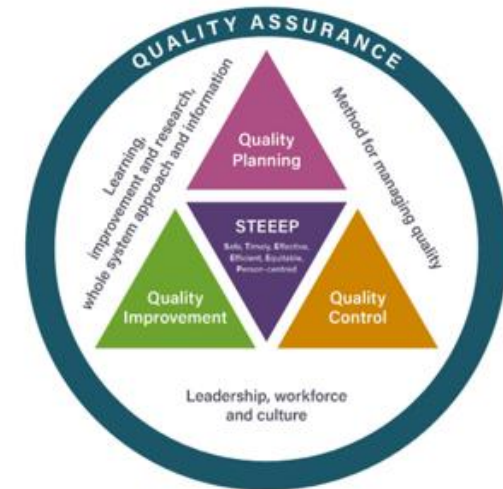 QUALITY ASSURANCE
Learning,
improvement and research,
whole system approach and information
Method for managing quality
Quality
Planning
STEEEP
Safe, Timely, Effective,
Efficient, Equitable,
Person-centred
Quality
Improvement
Quality
Control
Leadership, workforce
and culture